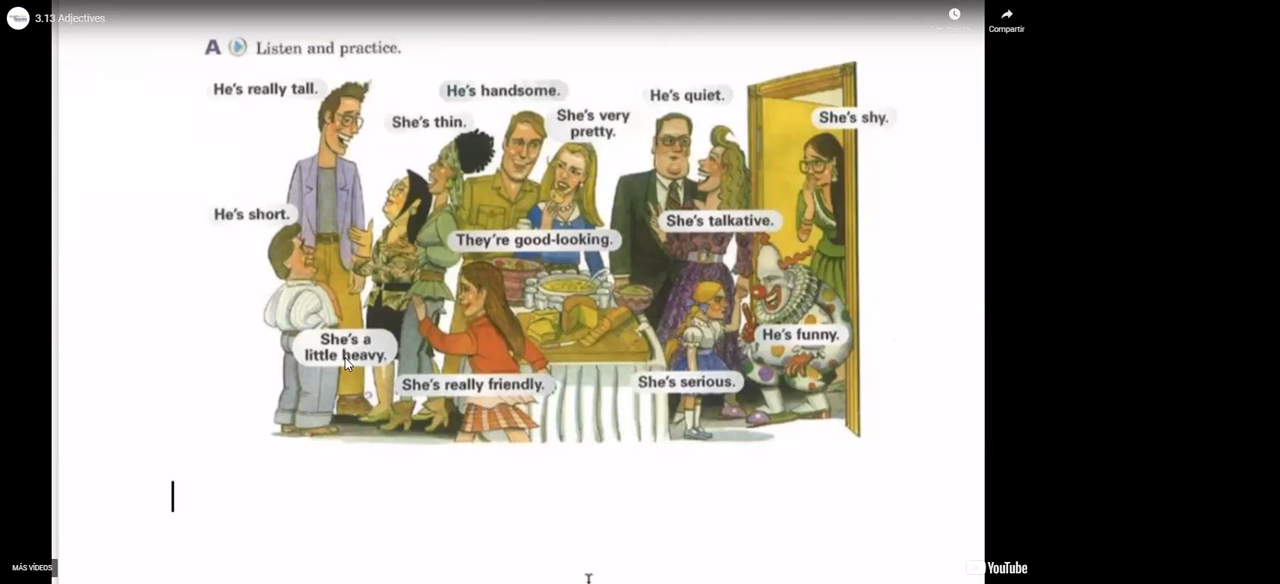 3.13 Adjectives
Compartir
A Listen and practice.
He's really tall.
He's handsome.
She's thin.
She's very
pretty.
He's quiet.
She's shy.
He's short.
They're good-looking.
She's talkative.
She's a
little heavy.
He's funny.
She's really friendly.
She's serious.
MÁS VÍDEOS
YouTube